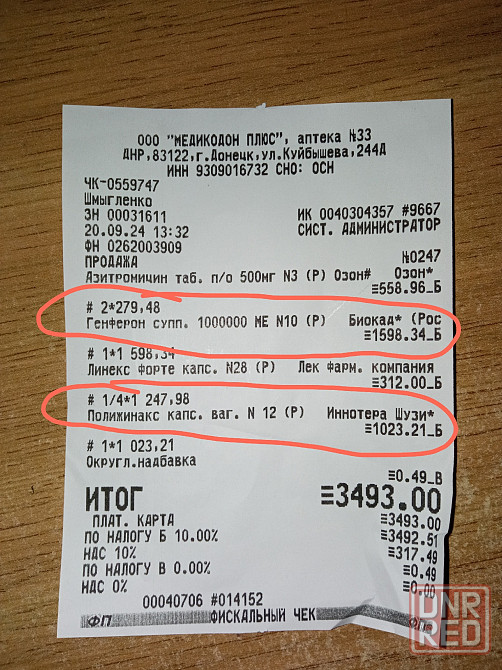 ООО "МЕДИКОДОН ПЛЮС", аптека №33
ДНР,83122,г.Донецк,ул.Куйбышева,244Д
ИНН 9309016732 СНО: ОСН
ЧК-0559747
Шмыгленко
ЗН 00031611 ИК 0040304357 #9667
20.09.24 13:32 СИСТ. АДМИНИСТРАТОР
ФН 0262003909
ПРОДАЖА №0247
Азитромицин таб. п/о 500мг N3 (Р) Озон# Озон*
≡558.96_Б
# 2*279,48
Генферон супп. 1000000 МЕ N10 (Р) Биокад* (Рос
≡1598.34_Б
# 1*1 598,34
Линекс форте капс. N28 (Р) Лек фарм. компания
≡312.00_Б
# 1/4*1 247,98
Полижинакс капс. ваг. N 12 (Р) Иннотера Шузи*
≡1023.21_Б
# 1*1 023,21
Округл.надбавка
≡0.49_В
ИТОГ ≡3493.00
ПЛАТ. КАРТА ≡3493.00
ПО НАЛОГУ Б 10.00% ≡3492.51
НДС 10% ≡317.49
ПО НАЛОГУ В 0.00% ≡0.49
НДС 0% ≡0.00
00040706 #014152
ФП ФИСКАЛЬНЫЙ ЧЕК ФП
UNR
RED